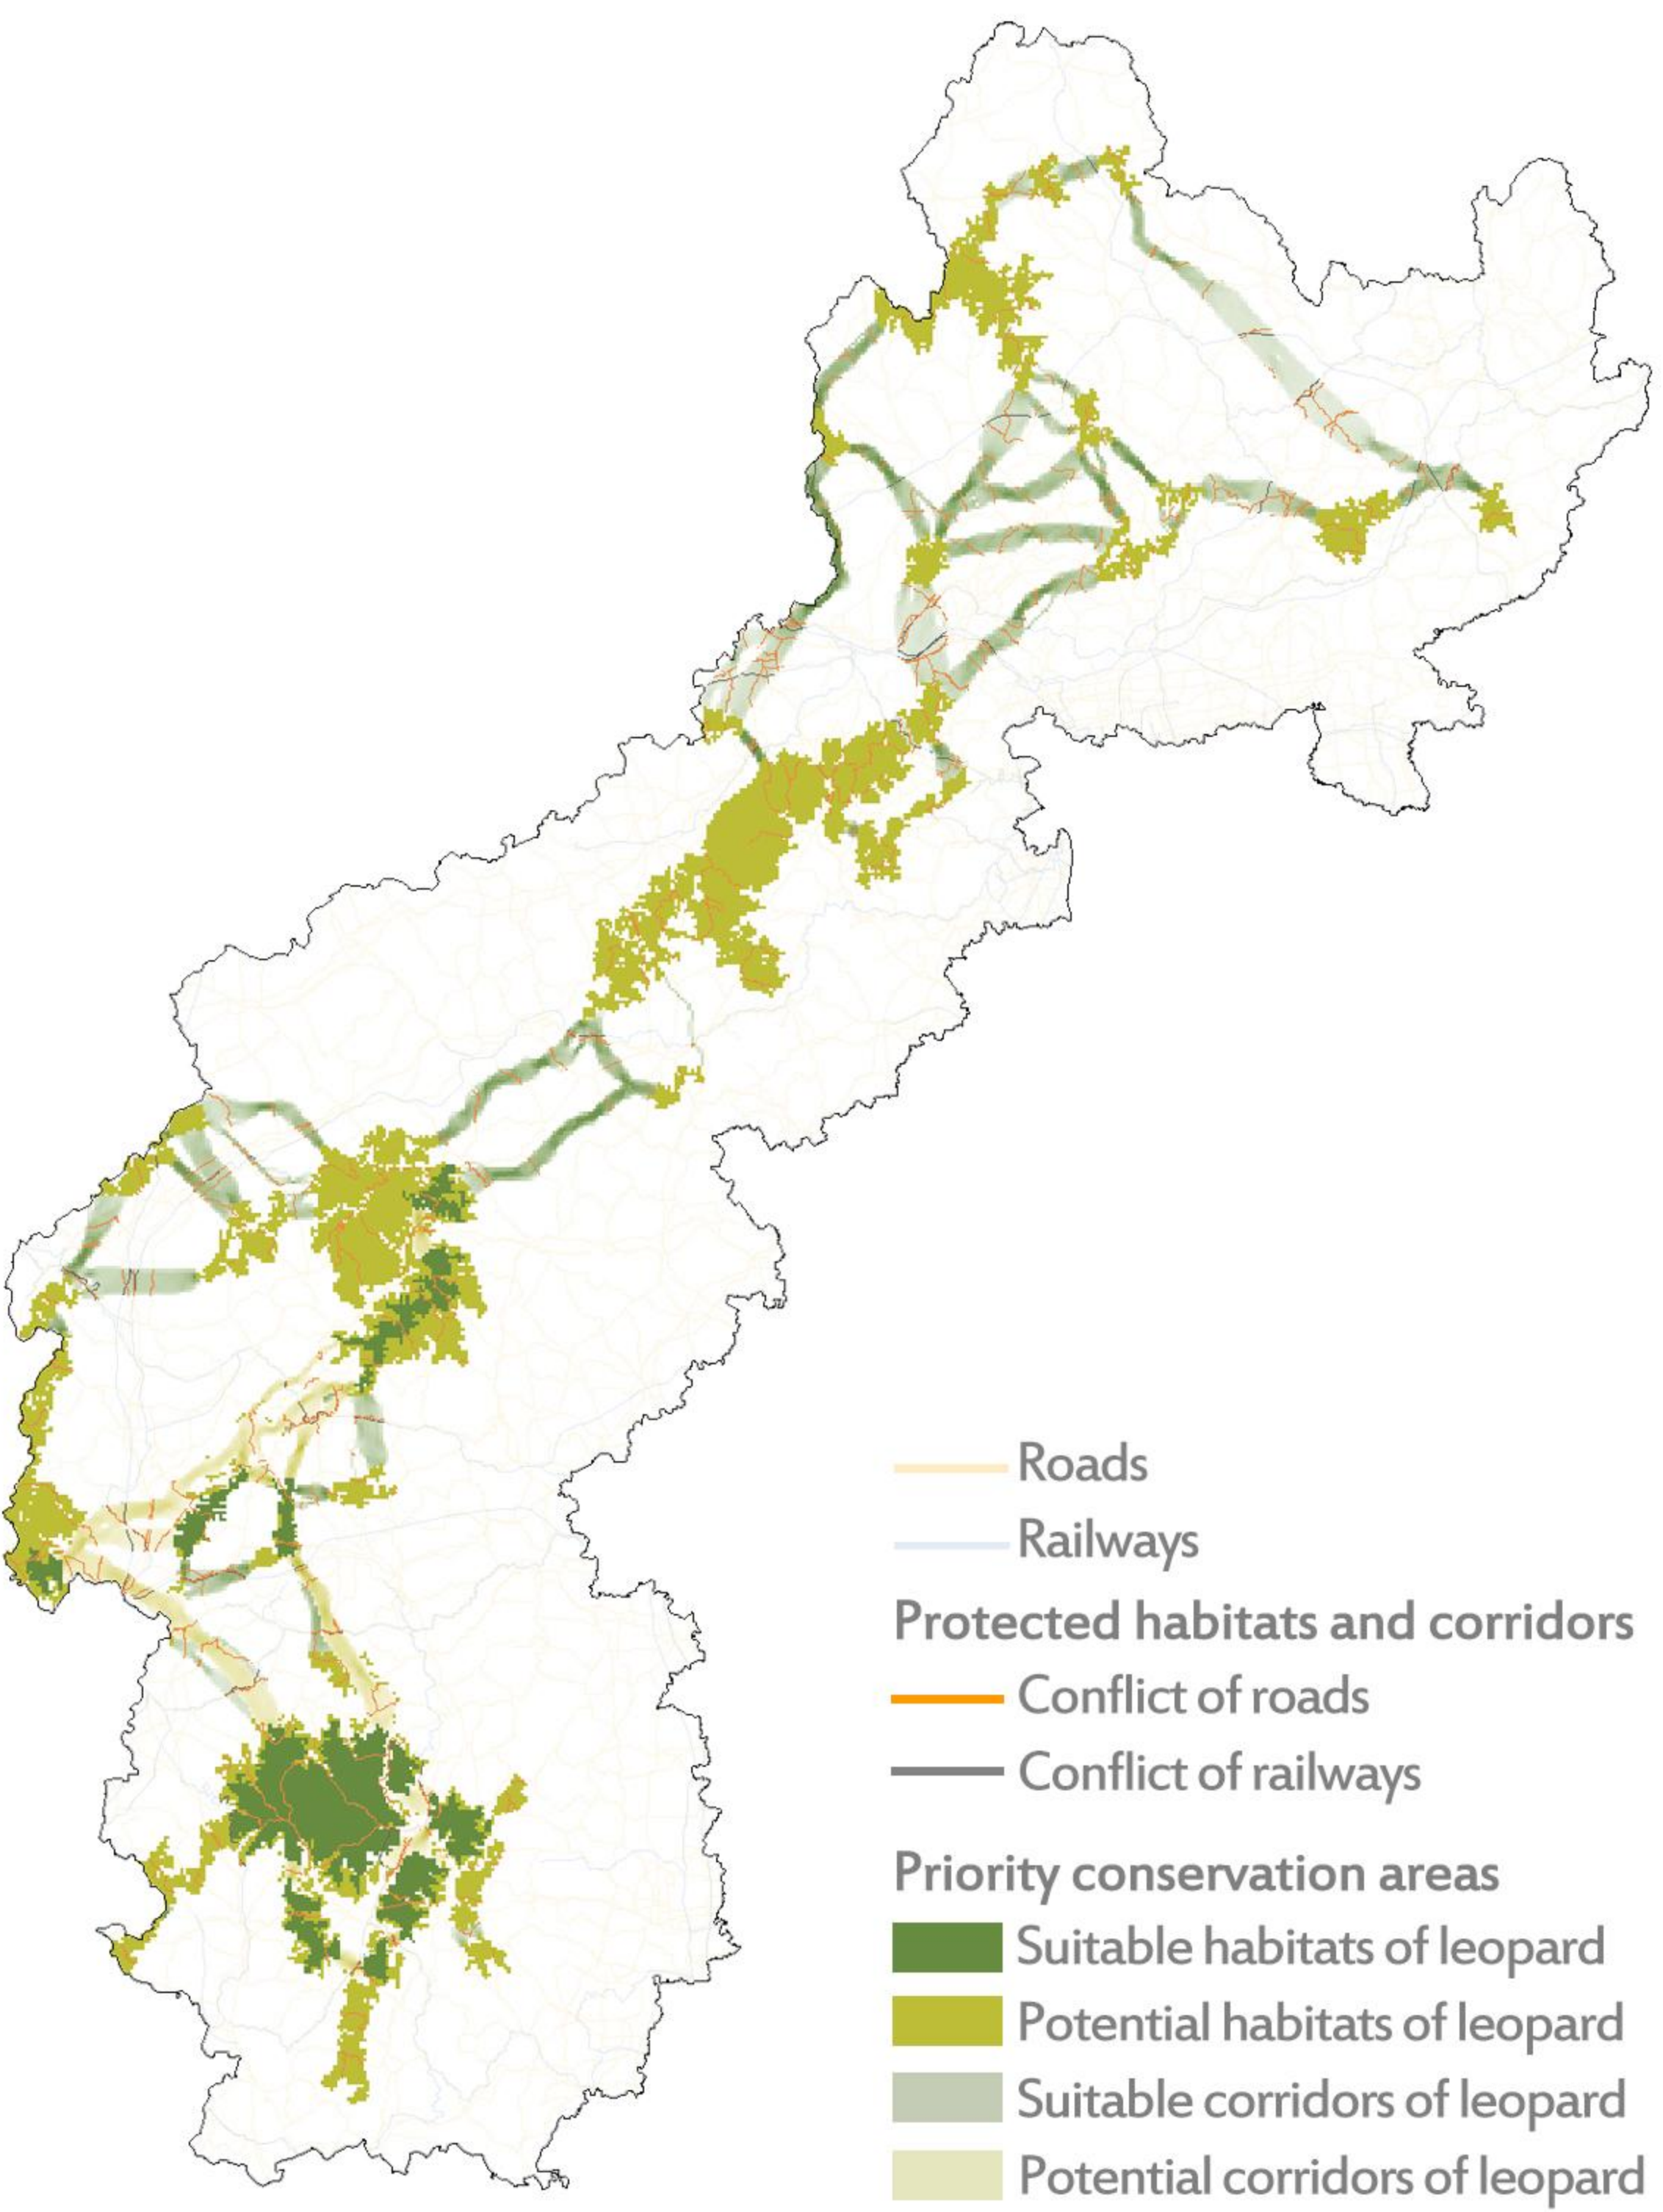 Roads
Railways
Protected habitats and corridors
Conflict of roads
Conflict of railways
Priority conservation areas
Suitable habitats of leopard
Potential habitats of leopard
Suitable corridors of leopard
Potential corridors of leopard